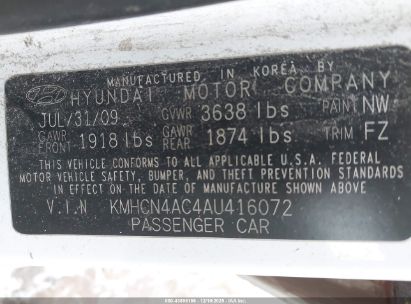 MANUFACTURED IN KOREA BY
HYUNDAI MOTOR COMPANY
JUL/31/09 GVWR 3638 lbs PAINT NW
GAWR FRONT 1918 lbs GAWR REAR 1874 lbs TRIM FZ
THIS VEHICLE CONFORMS TO ALL APPLICABLE U.S.A. FEDERAL
MOTOR VEHICLE SAFETY, BUMPER, AND THEFT PREVENTION
STANDARDS IN EFFECT ON THE DATE OF MANUFACTURE SHOWN
ABOVE
V.I.N KMHCN4AC4AU416072
PASSENGER CAR